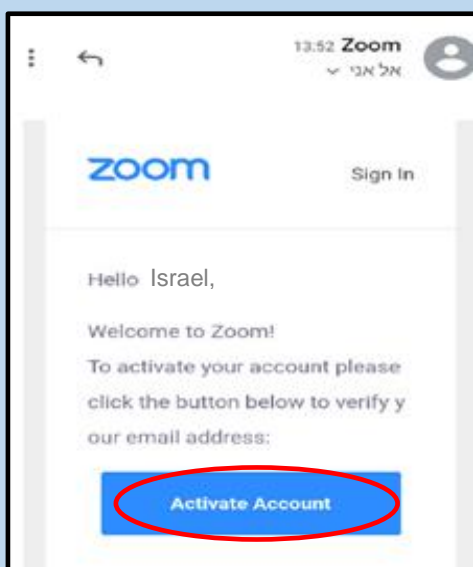 13:52 Zoom
אל אני
zoom Sign In
Hello Israel,
Welcome to Zoom!
To activate your account please
click the button below to verify y
our email address:
Activate Account